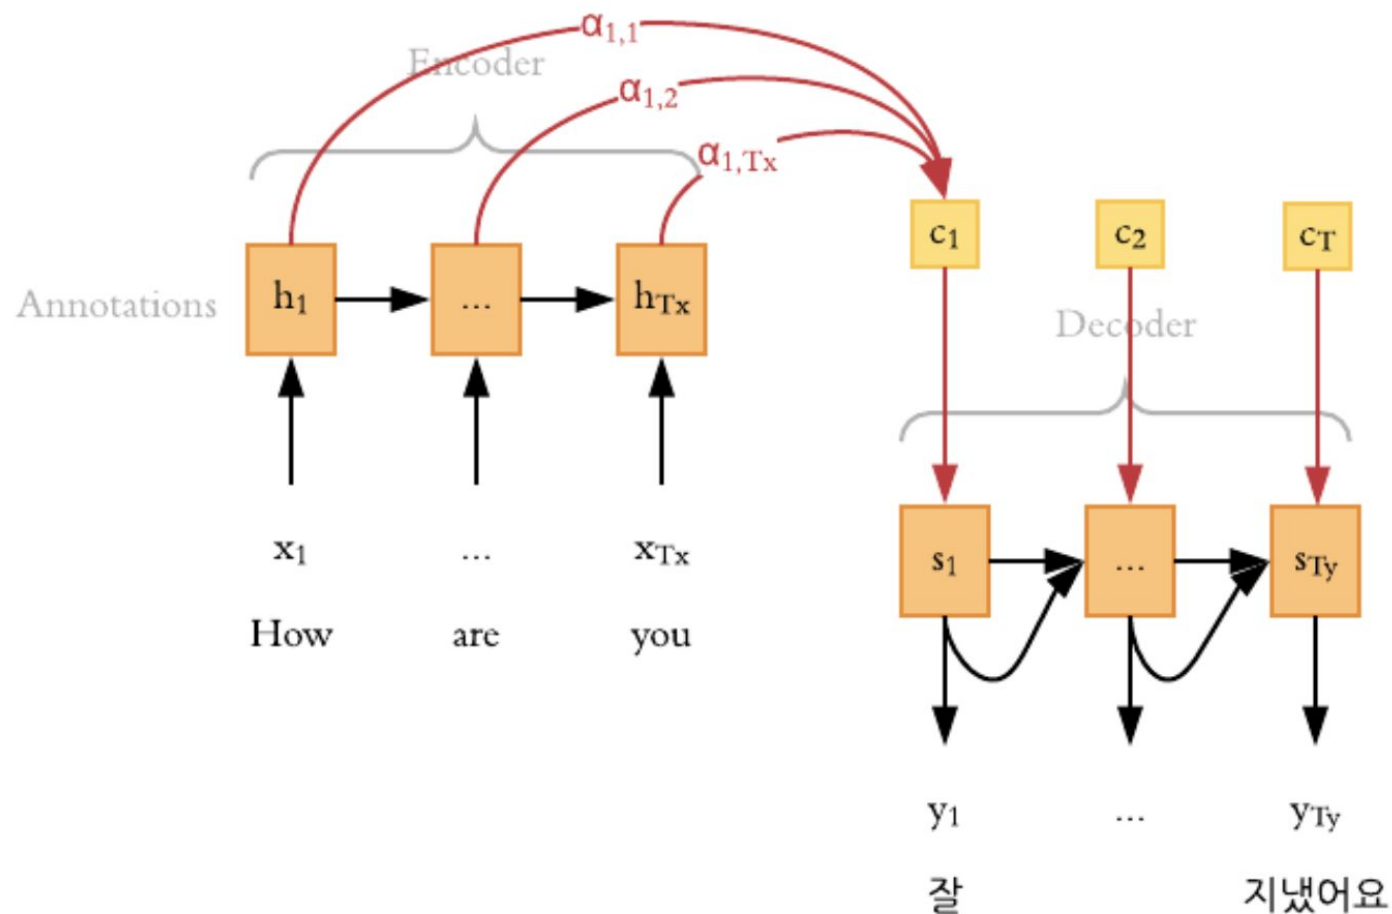 α1,1
Encoder
α1,2
α1,Tx
c1 c2 cT
Annotations h1 ... hTx
Decoder
x1 ... xTx
s1 ... sTy
How are you
y1 ... yTy
잘 지냈어요